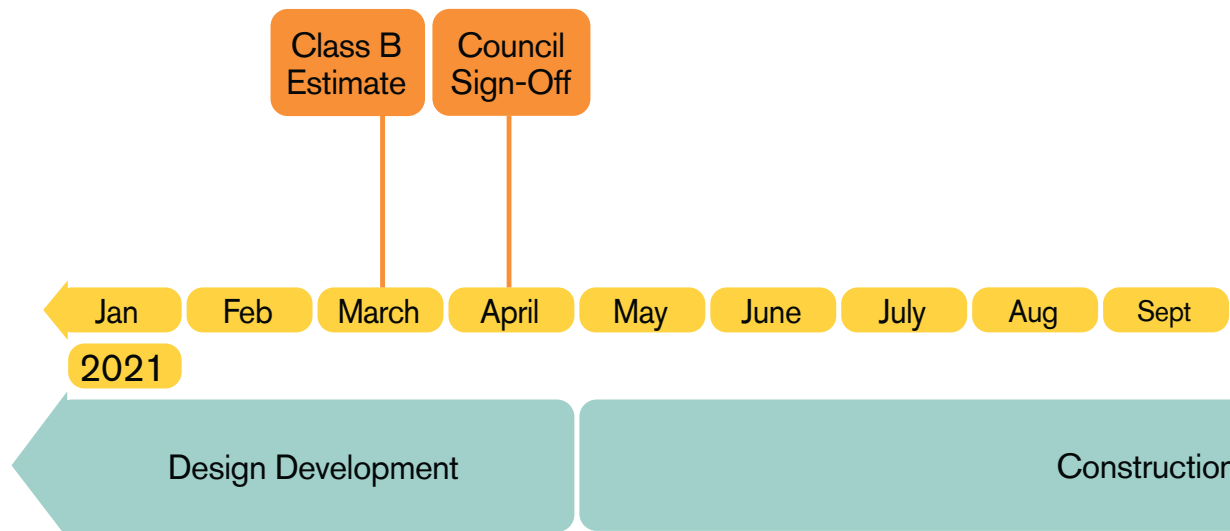 Class B
Estimate
Council
Sign-Off
Jan
Feb
March
April
May
June
July
Aug
Sept
2021
Design Development
Construction